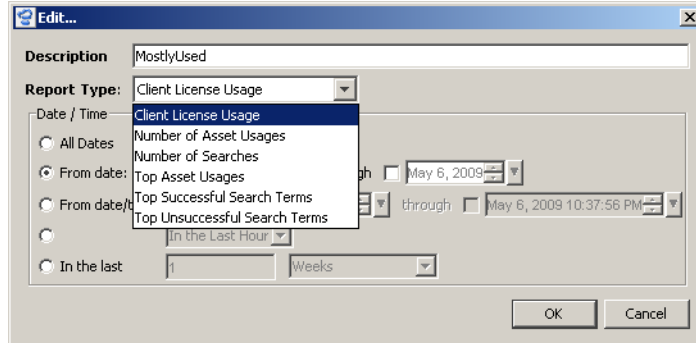 Edit...
Description MostlyUsed
Report Type: Client License Usage
Date / Time
Client License Usage
Number of Asset Usages
Number of Searches
Top Asset Usages
Top Successful Search Terms
Top Unsuccessful Search Terms
All Dates
From date: May 6, 2009
From date/t through May 6, 2009 10:37:56 PM
In the Last Hour
In the last 1 Weeks
OK Cancel